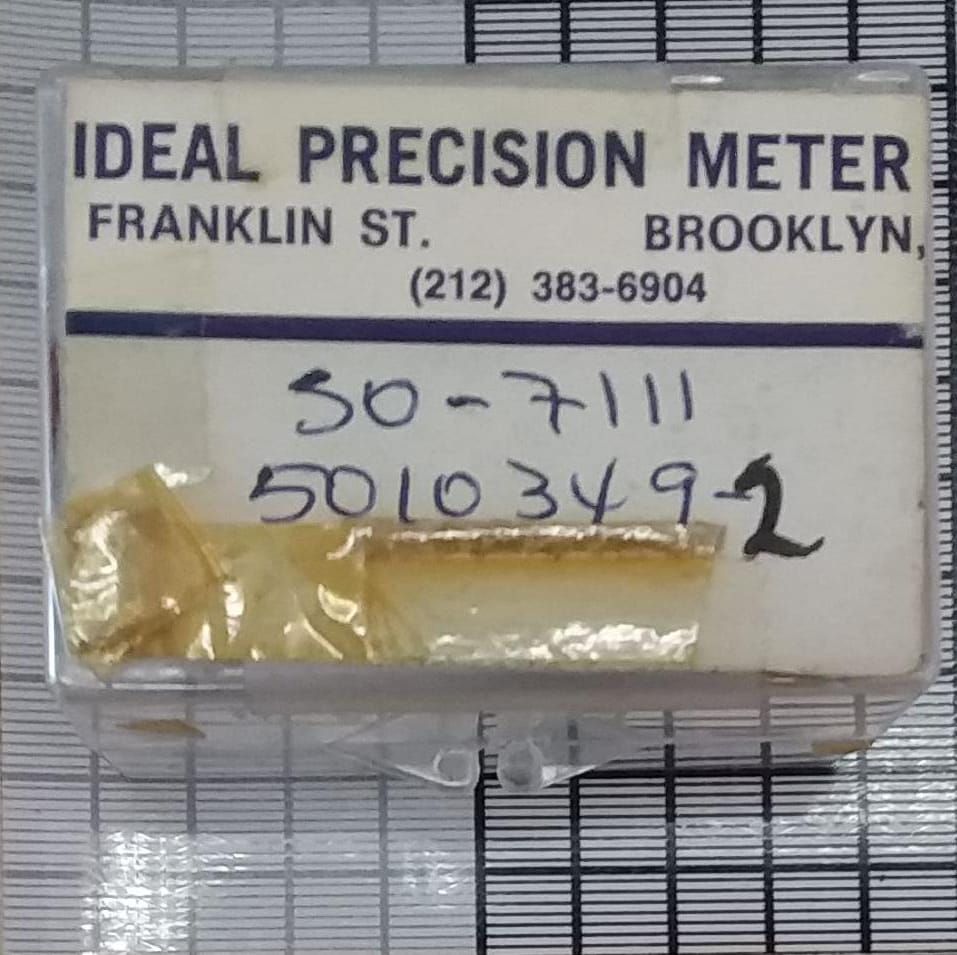 IDEAL PRECISION METER
FRANKLIN ST. BROOKLYN,
(212) 383-6904
50-7111
5010349-2